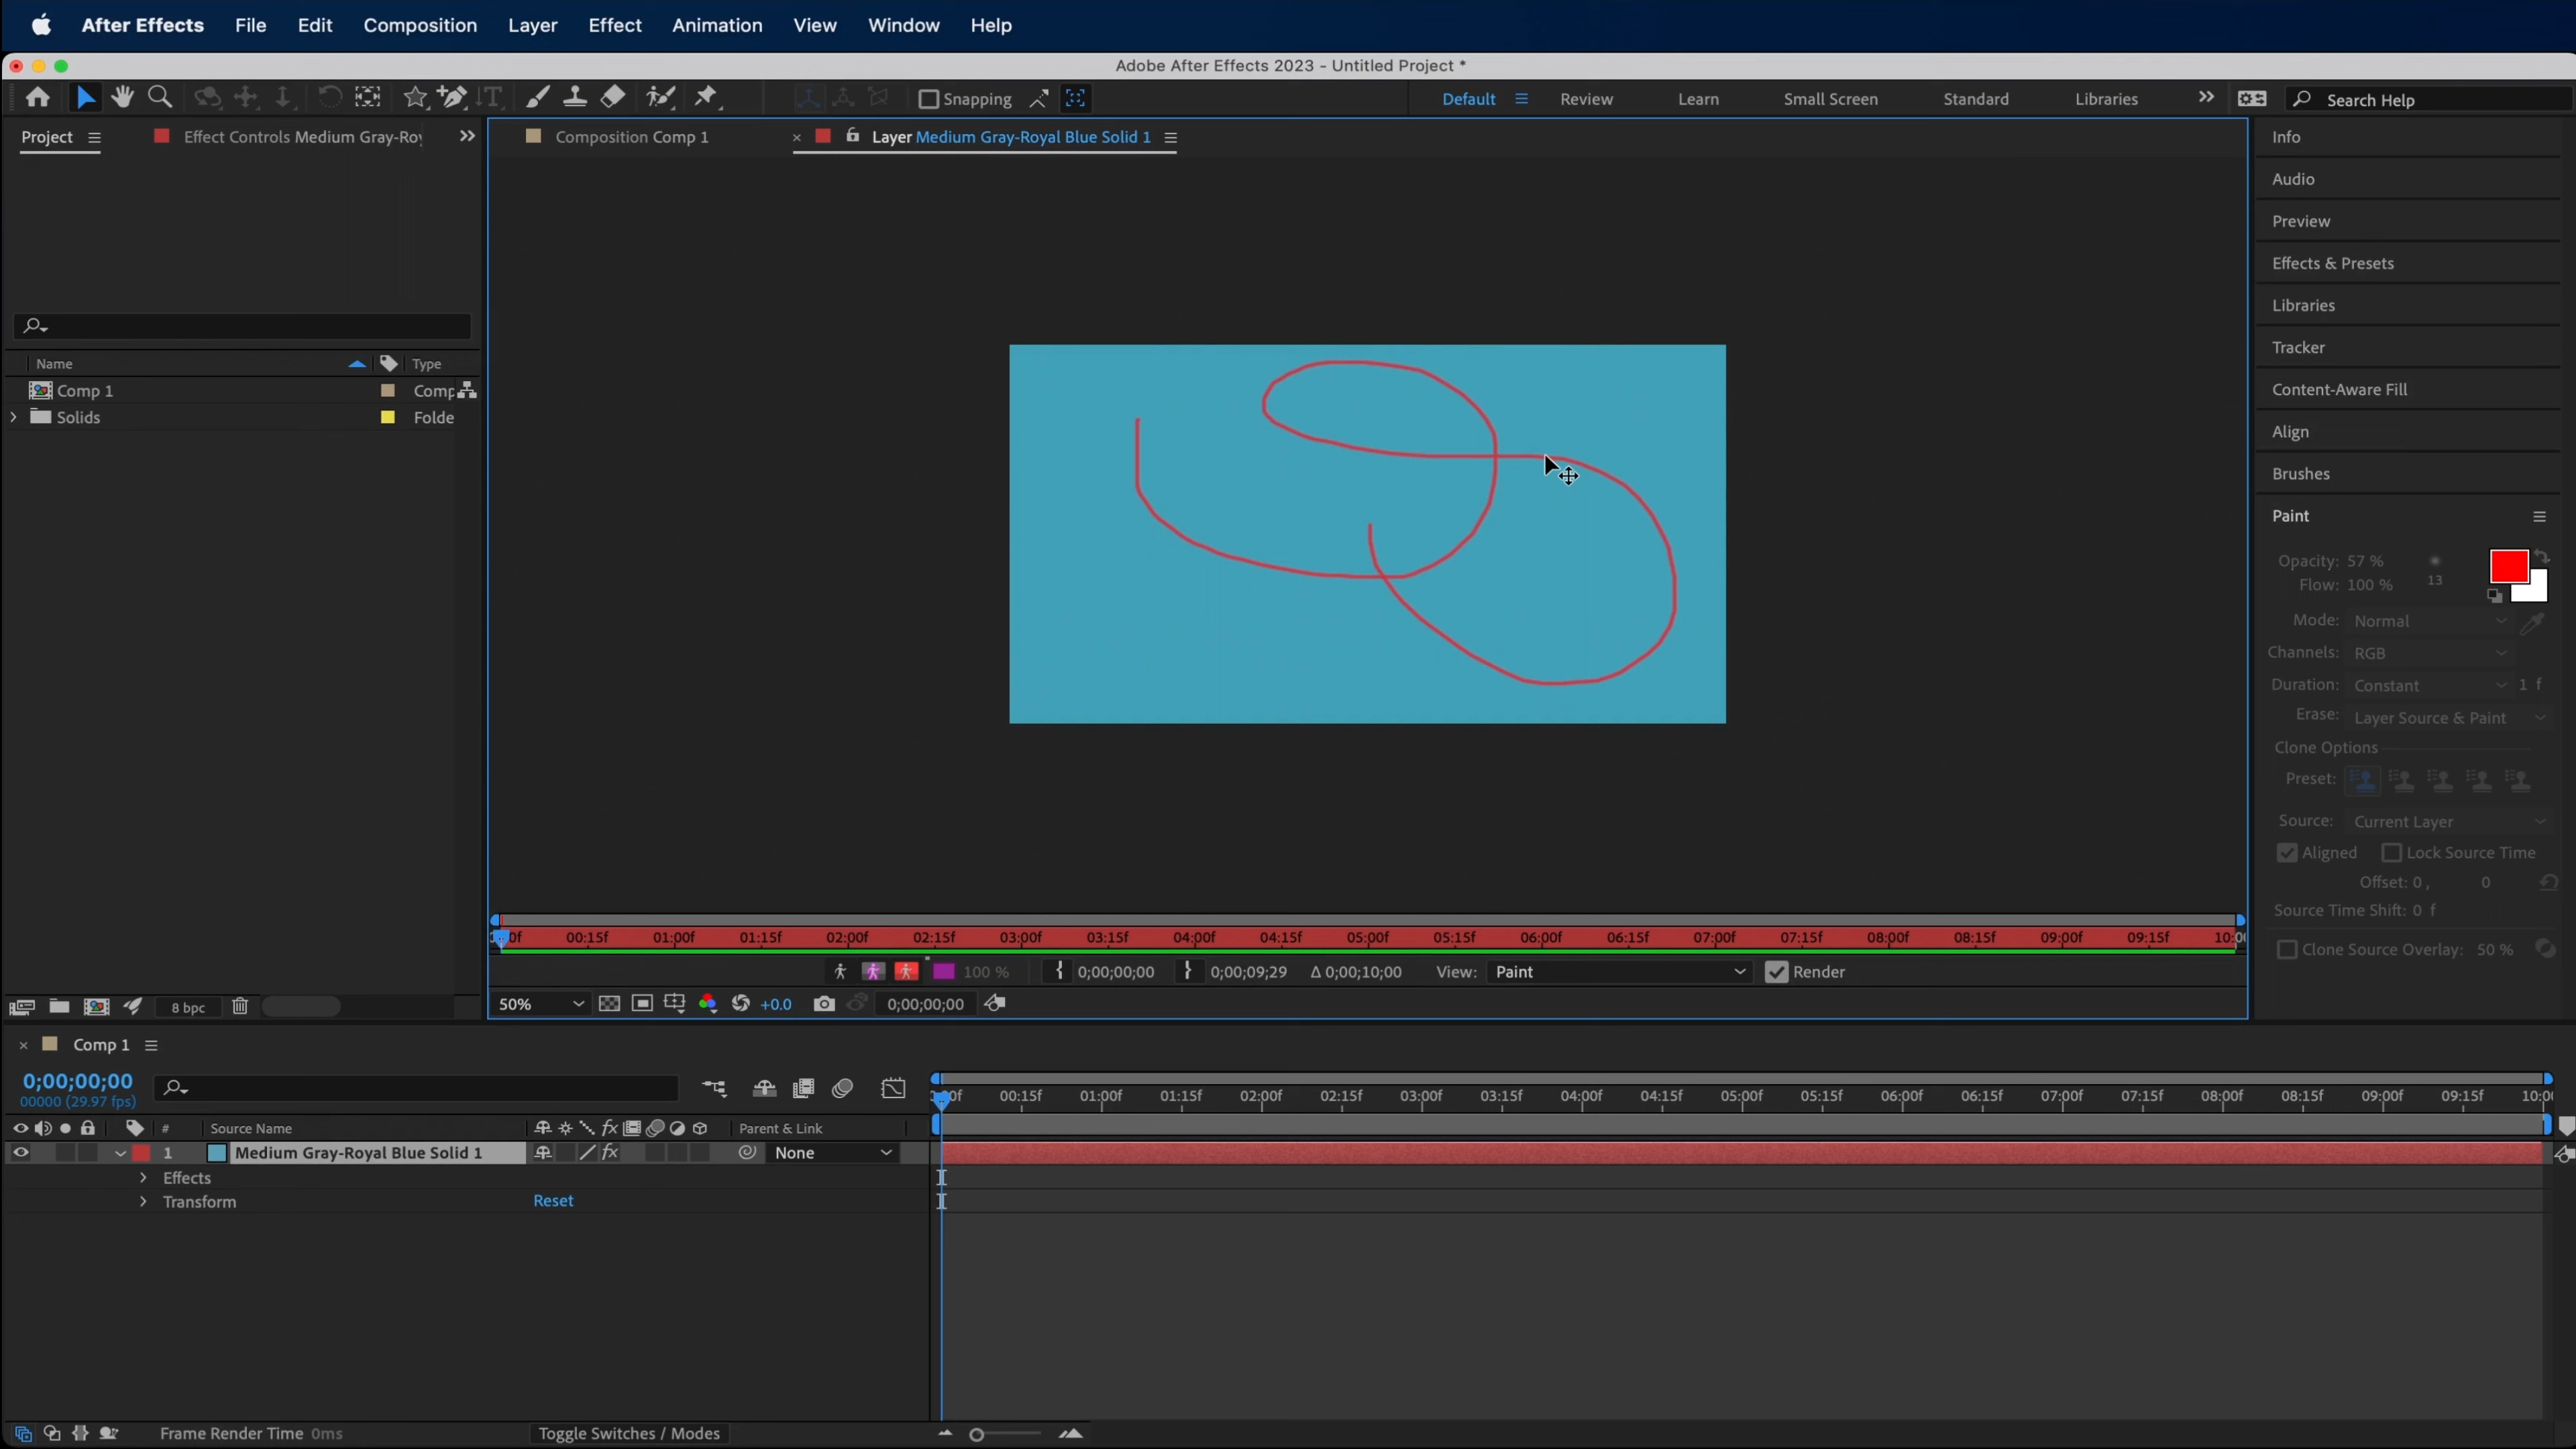 After Effects File Edit Composition Layer Effect Animation View Window Help
Adobe After Effects 2023 - Untitled Project *
Snapping Default Review Learn Small Screen Standard Libraries Search Help
Project Effect Controls Medium Gray-Roy
Composition Comp 1 Layer Medium Gray-Royal Blue Solid 1
Info
Audio
Preview
Effects & Presets
Libraries
Tracker
Content-Aware Fill
Align
Brushes
Paint
Name Type
Comp 1 Comp
Solids Folde
Opacity: 57 %
Flow: 100 % 13
Mode: Normal
Channels: RGB
Duration: Constant 1 f
Erase: Layer Source & Paint
Clone Options
Preset:
Source: Current Layer
Aligned Lock Source Time
Offset: 0 , 0
Source Time Shift: 0 f
Clone Source Overlay: 50 %
0f 00:15f 01:00f 01:15f 02:00f 02:15f 03:00f 03:15f 04:00f 04:15f 05:00f 05:15f 06:00f 06:15f 07:00f 07:15f 08:00f 08:15f 09:00f 09:15f 10:00
100 % 0;00;00;00 0;00;09;29 Δ 0;00;10;00 View: Paint Render
8 bpc
50% +0.0 0;00;00;00
Comp 1
0;00;00;00
00000 (29.97 fps)
00f 00:15f 01:00f 01:15f 02:00f 02:15f 03:00f 03:15f 04:00f 04:15f 05:00f 05:15f 06:00f 06:15f 07:00f 07:15f 08:00f 08:15f 09:00f 09:15f 10:00
# Source Name fx Parent & Link
1 Medium Gray-Royal Blue Solid 1 fx None
Effects
Transform Reset
Frame Render Time 0ms Toggle Switches / Modes